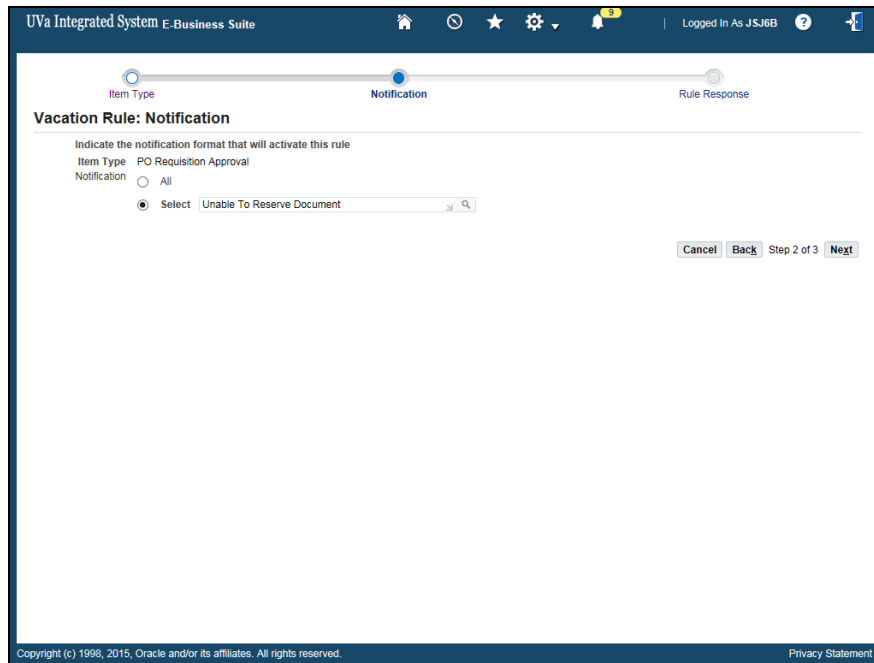 UVa Integrated System E-Business Suite
9
| Logged In As JSJ6B ?
Item Type Notification Rule Response
Vacation Rule: Notification
Indicate the notification format that will activate this rule
Item Type PO Requisition Approval
Notification All
Select Unable To Reserve Document
Cancel Back Step 2 of 3 Next
Copyright (c) 1998, 2015, Oracle and/or its affiliates. All rights reserved. Privacy Statement